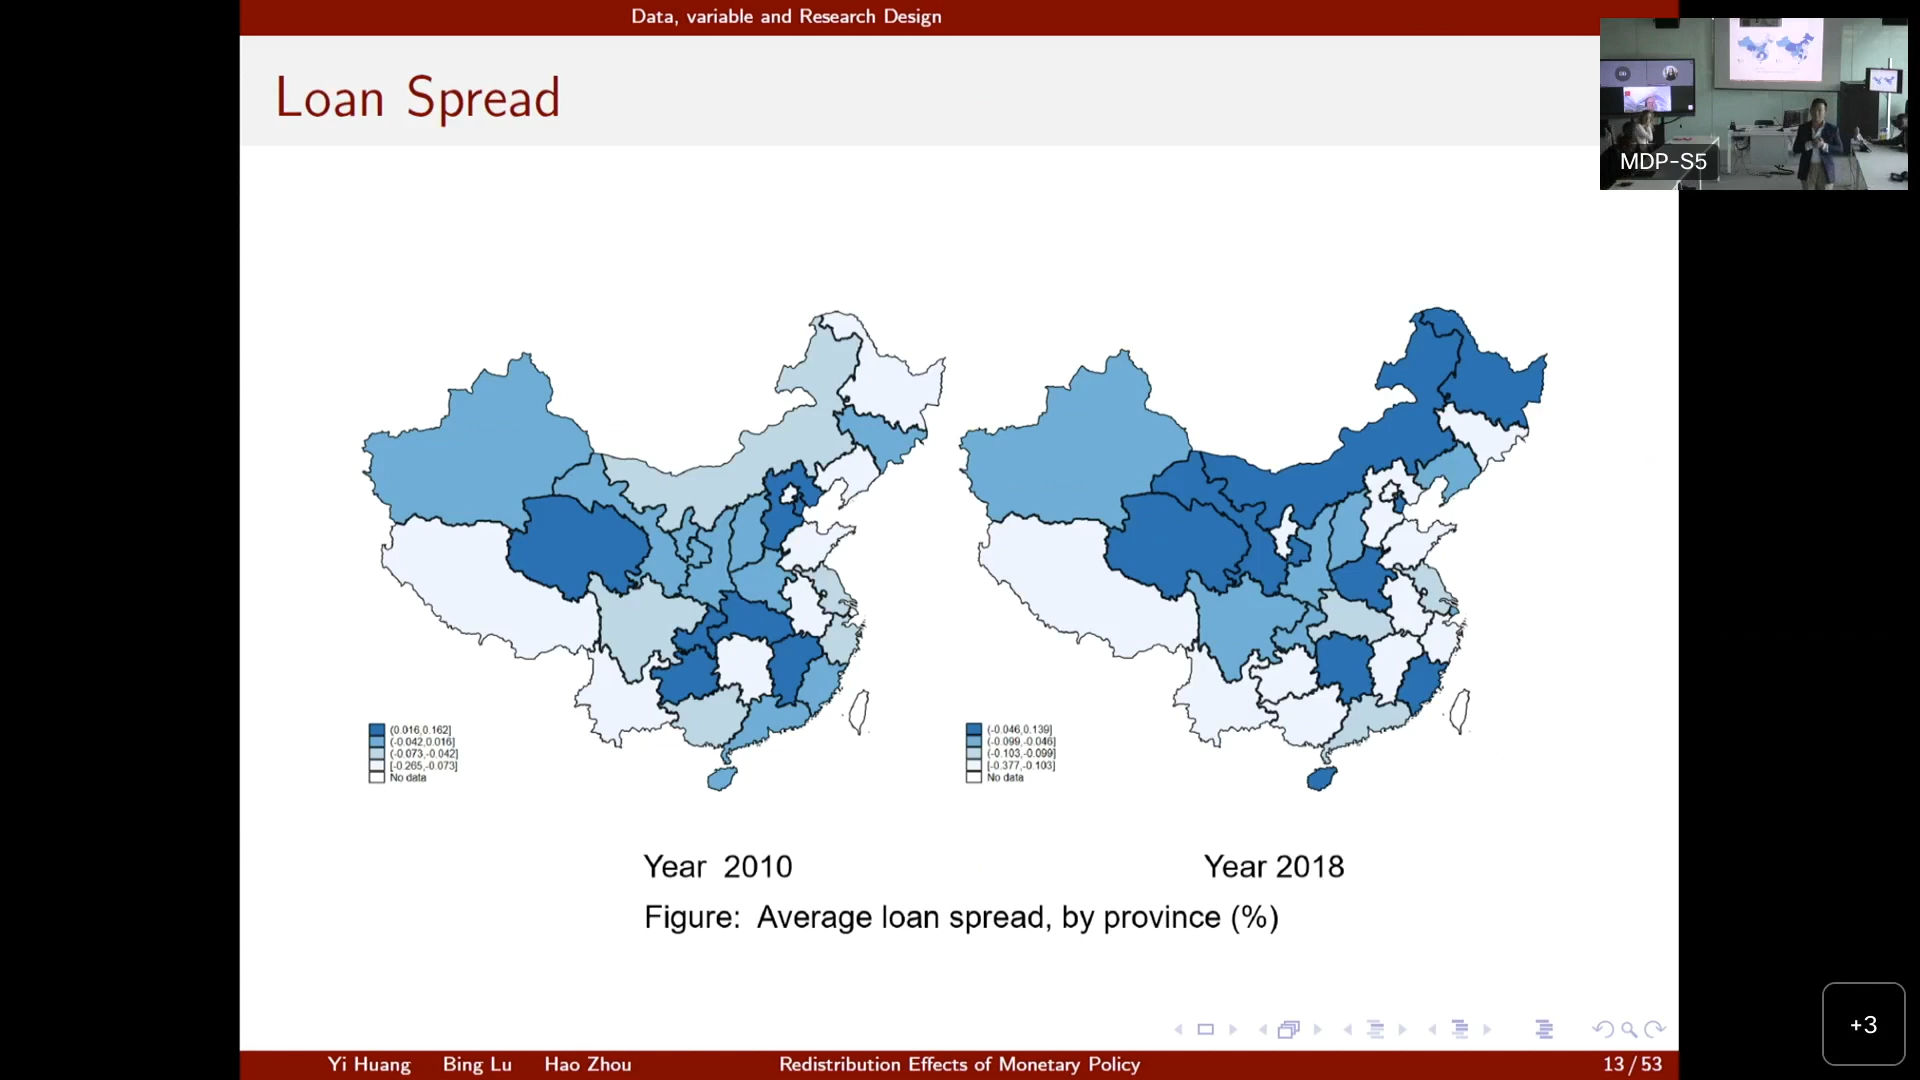 Data, variable and Research Design
Loan Spread
MDP-S5
(0.016,0.162]
(-0.042,0.016]
(-0.073,-0.042]
[-0.265,-0.073]
No data
(-0.046,0.139]
(-0.099,-0.046]
(-0.103,-0.099]
[-0.377,-0.103]
No data
Year 2010
Year 2018
Figure: Average loan spread, by province (%)
+3
Yi Huang Bing Lu Hao Zhou
Redistribution Effects of Monetary Policy
13 / 53